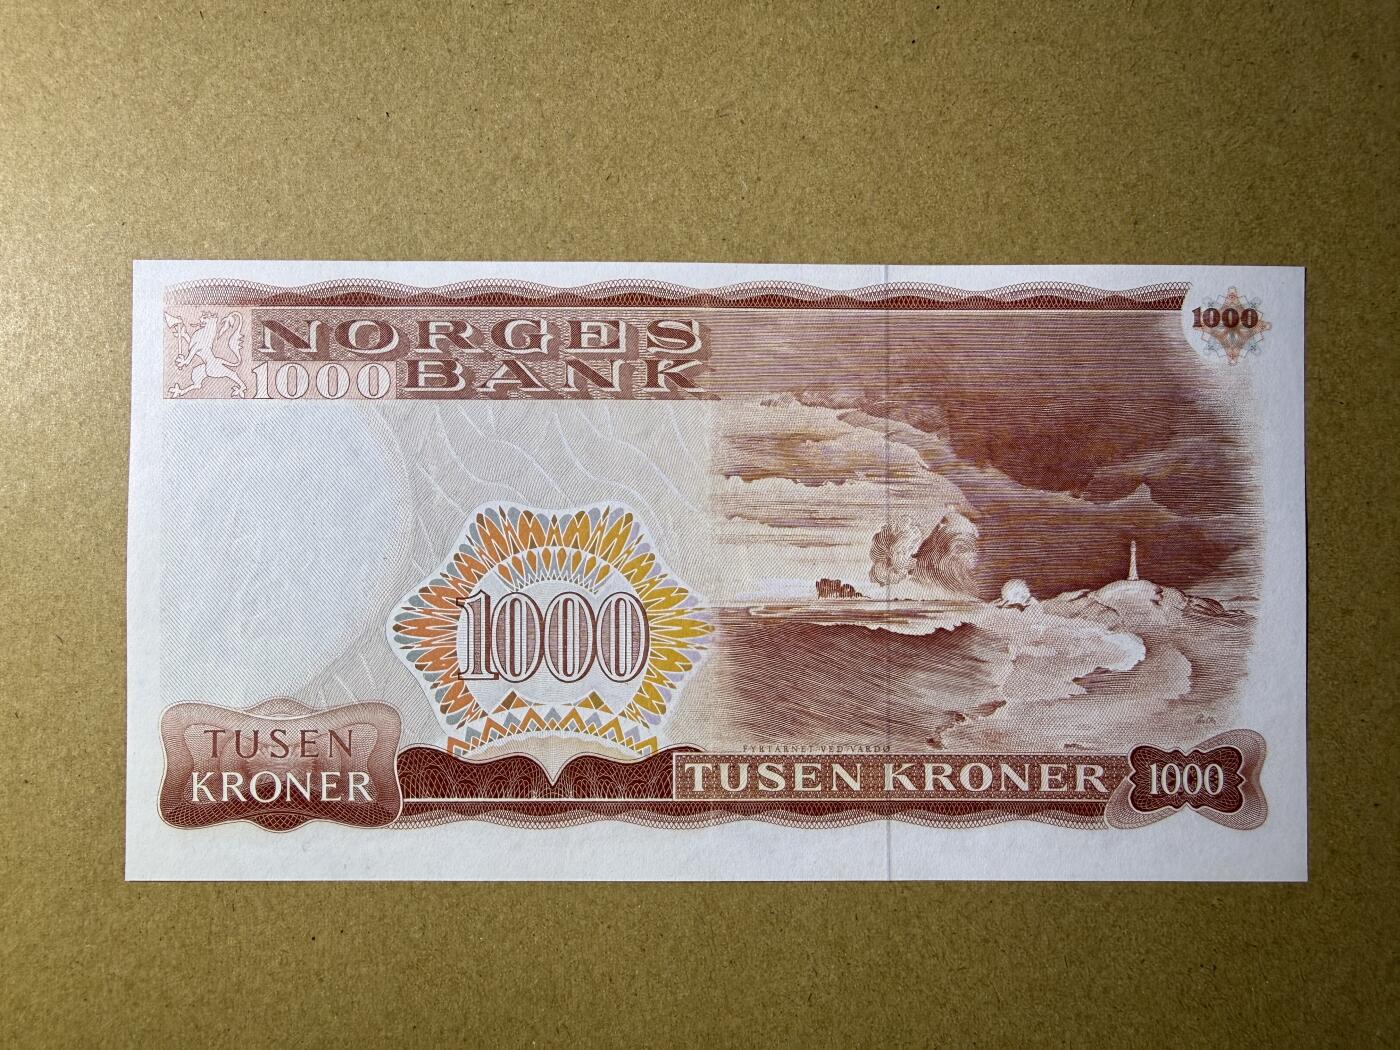 NORGES
1000 BANK
1000
1000
FYRTÅRNET VED VARDØ
TUSEN
KRONER
TUSEN KRONER
1000